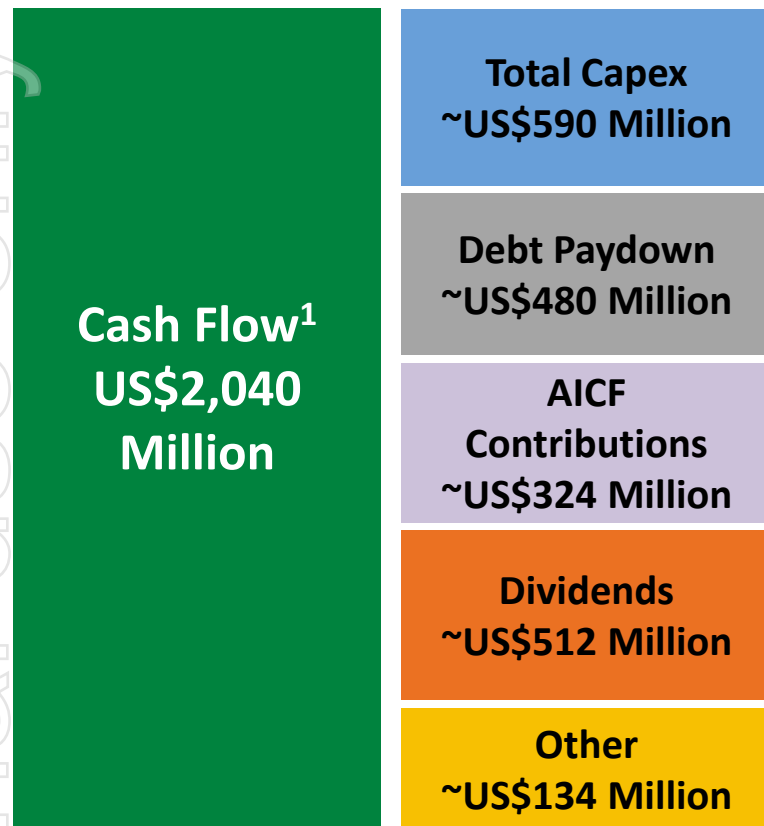 Cash Flow¹
US$2,040
Million
Total Capex
~US$590 Million
Debt Paydown
~US$480 Million
AICF
Contributions
~US$324 Million
Dividends
~US$512 Million
Other
~US$134 Million